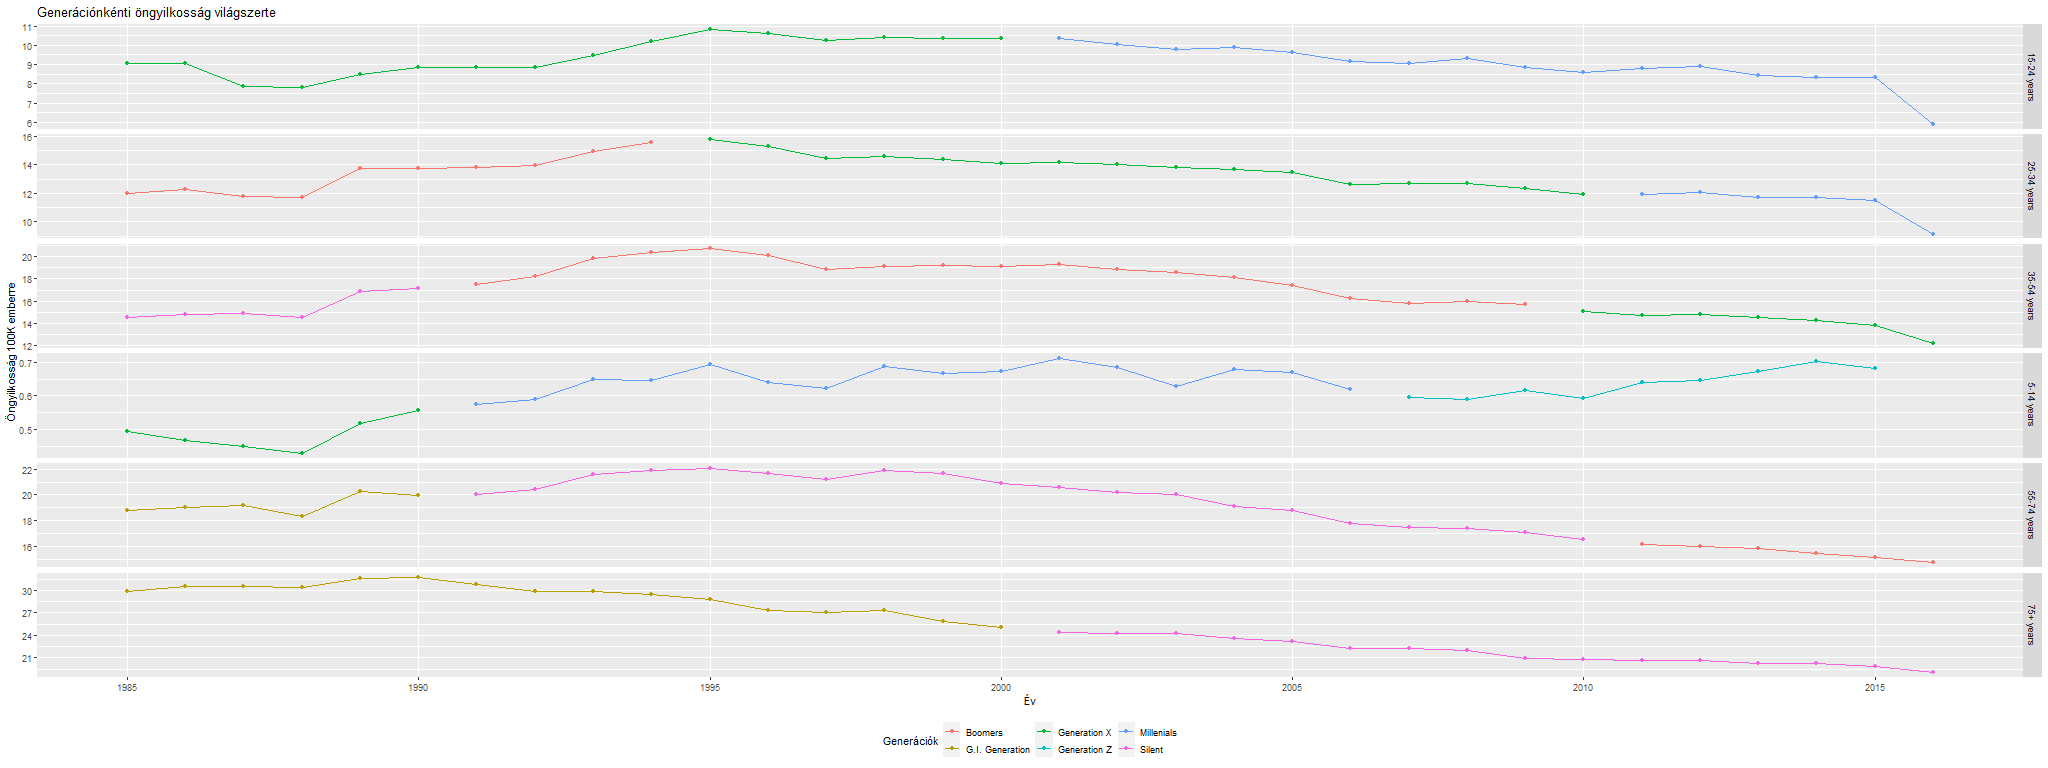 Generációnkénti öngyilkosság világszerte
Öngyilkosság 100K emberre
11
10
9
8
7
6
15-24 years
16
14
12
10
25-34 years
20
18
16
14
12
35-54 years
0.7
0.6
0.5
5-14 years
22
20
18
16
55-74 years
30
27
24
21
75+ years
1985 1990 1995 2000 2005 2010 2015
Év
Generációk
Boomers Generation X Millenials
G.I. Generation Generation Z Silent